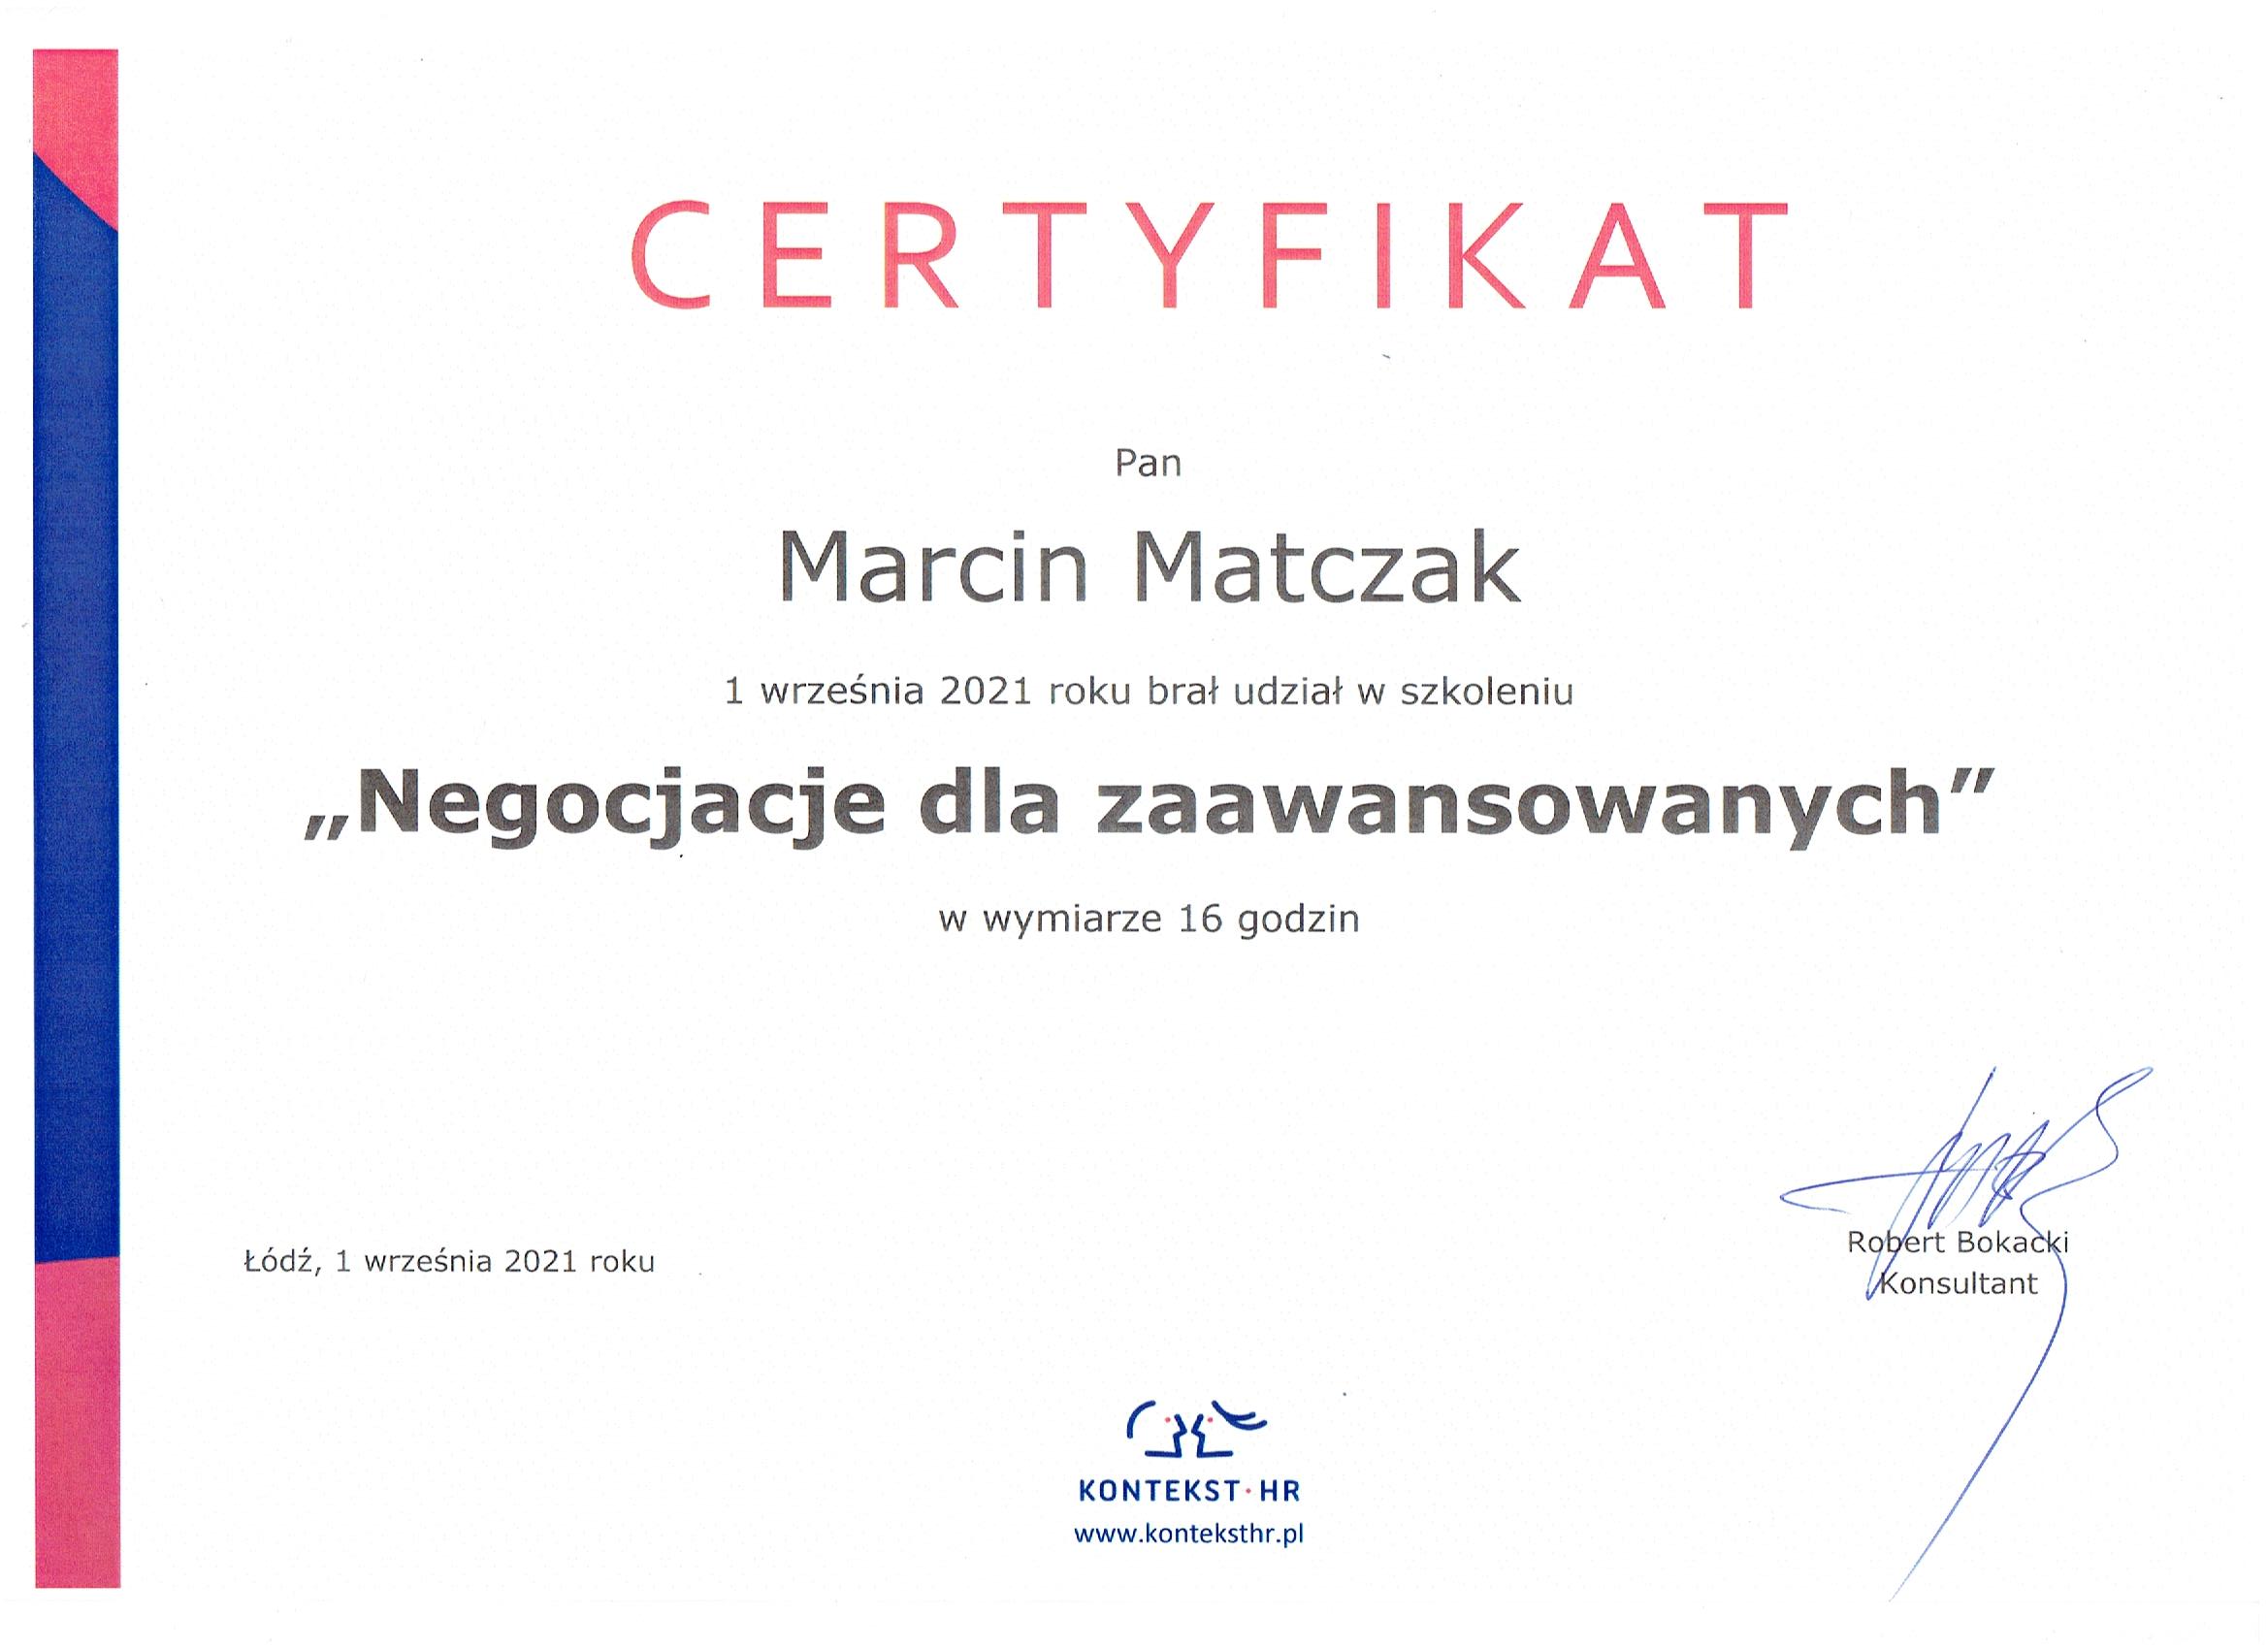 CERTYFIKAT
Pan
Marcin Matczak
1 września 2021 roku brał udział w szkoleniu
„Negocjacje dla zaawansowanych”
w wymiarze 16 godzin
Łódź, 1 września 2021 roku
Robert Bokacki
Konsultant
KONTEKST·HR
www.konteksthr.pl